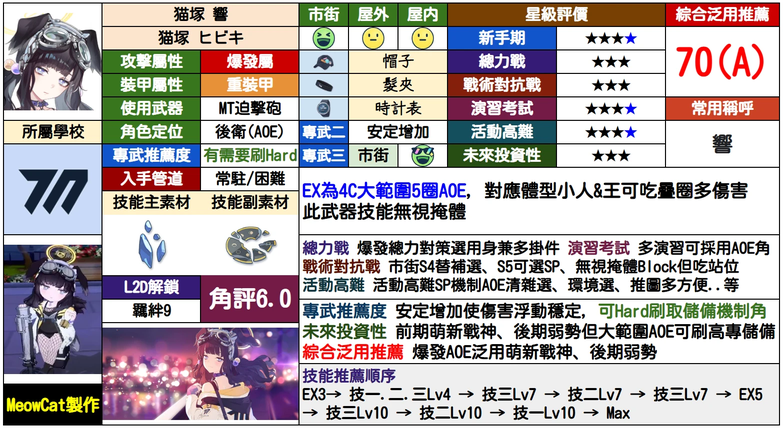 猫塚 響
市街 屋外 屋内
星級評價
綜合泛用推薦
猫塚 ヒビキ
新手期 ★★★★
70(A)
攻擊屬性 爆發屬
帽子
總力戰 ★★★
裝甲屬性 重裝甲
髮夾
戰術對抗戰 ★★★
使用武器 MT迫擊砲
時計表
演習考試 ★★★★
常用稱呼
所屬學校
角色定位 後衛(AOE)
專武二 安定增加
活動高難 ★★★★
響
專武推薦度 有需要刷Hard
專武三 市街
未來投資性 ★★★
入手管道 常駐/困難
技能主素材 技能副素材
EX為4C大範圍5圈AOE, 對應體型小人&王可吃疊圈多傷害
此武器技能無視掩體
總力戰 爆發總力對策選用身兼多掛件 演習考試 多演習可採用AOE角
戰術對抗戰 市街S4替補選、S5可選SP、無視掩體Block但吃站位
活動高難 活動高難SP機制AOE清雜選、環境選、推圖多方便..等
L2D解鎖
羈絆9
角評6.0
專武推薦度 安定增加使傷害浮動穩定, 可Hard刷取儲備機制角
未來投資性 前期萌新戰神、後期弱勢但大範圍AOE可刷高專儲備
綜合泛用推薦 爆發AOE泛用萌新戰神、後期弱勢
技能推薦順序
EX3→ 技一.二.三Lv4 → 技三Lv7 → 技二Lv7 → 技三Lv7 → EX5
→ 技三Lv10 → 技二Lv10 → 技一Lv10 → Max
MeowCat製作